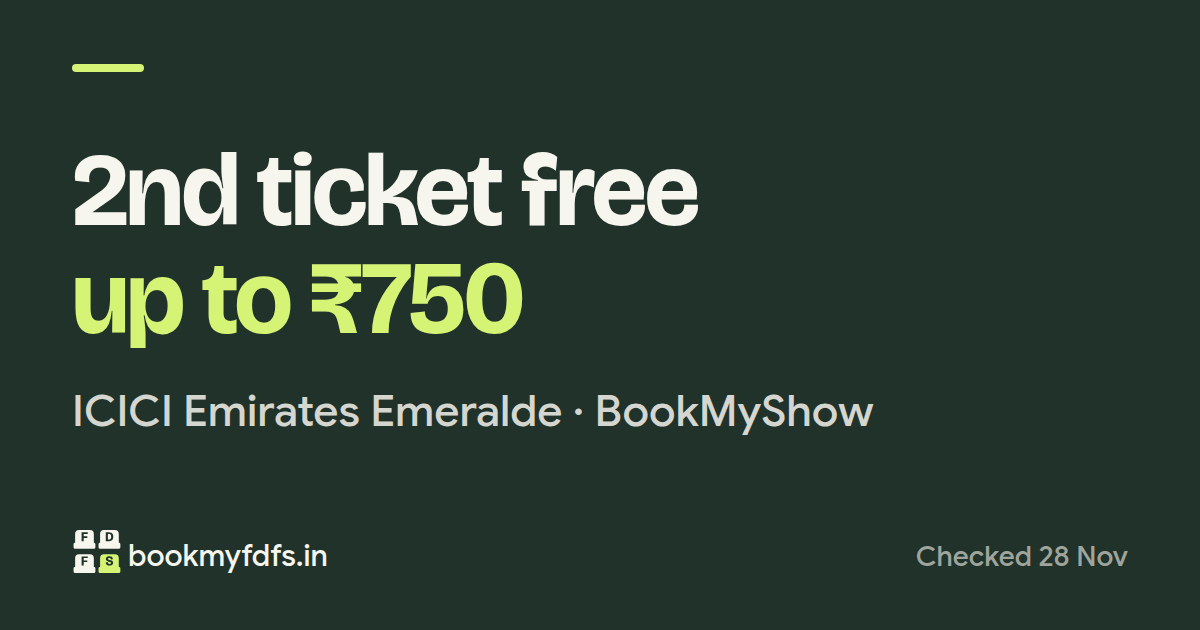 2nd ticket free
up to ₹750
ICICI Emirates Emeralde · BookMyShow
F D
F S
bookmyfdfs.in
Checked 28 Nov